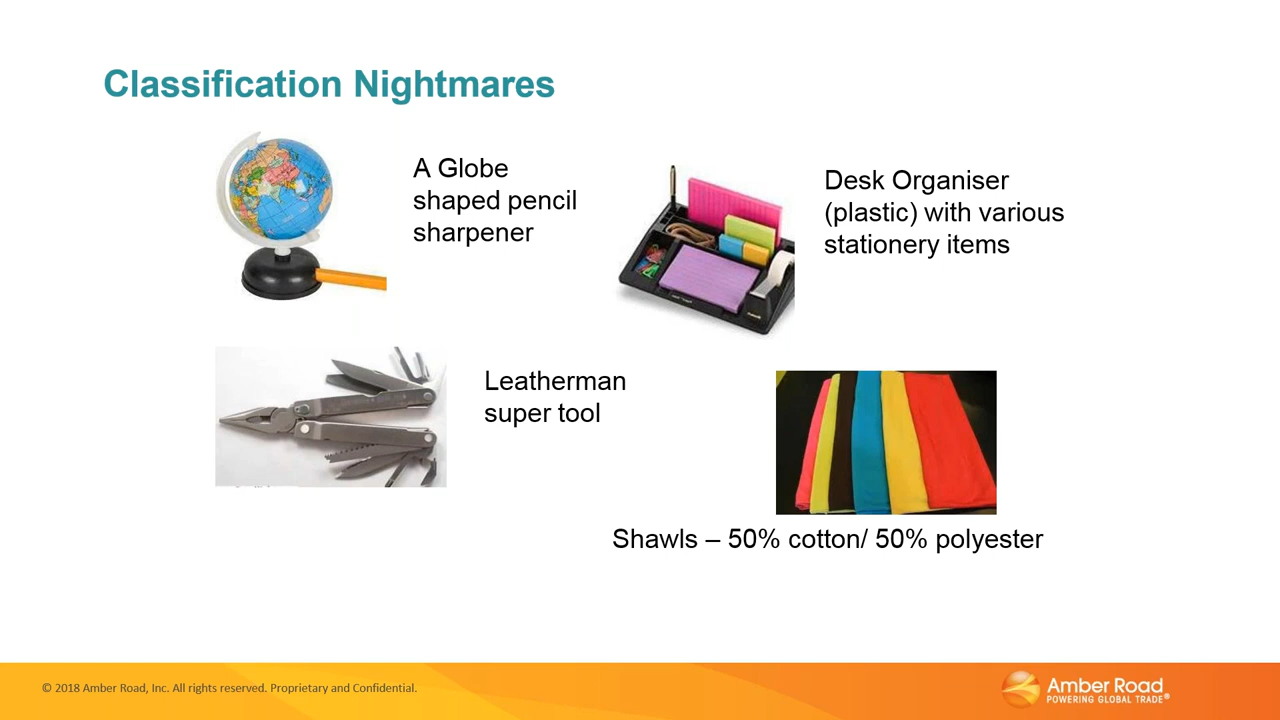 Classification Nightmares
A Globe
shaped pencil
sharpener
Desk Organiser
(plastic) with various
stationery items
Leatherman
super tool
Shawls – 50% cotton/ 50% polyester
© 2018 Amber Road, Inc. All rights reserved. Proprietary and Confidential.
Amber Road
POWERING GLOBAL TRADE®